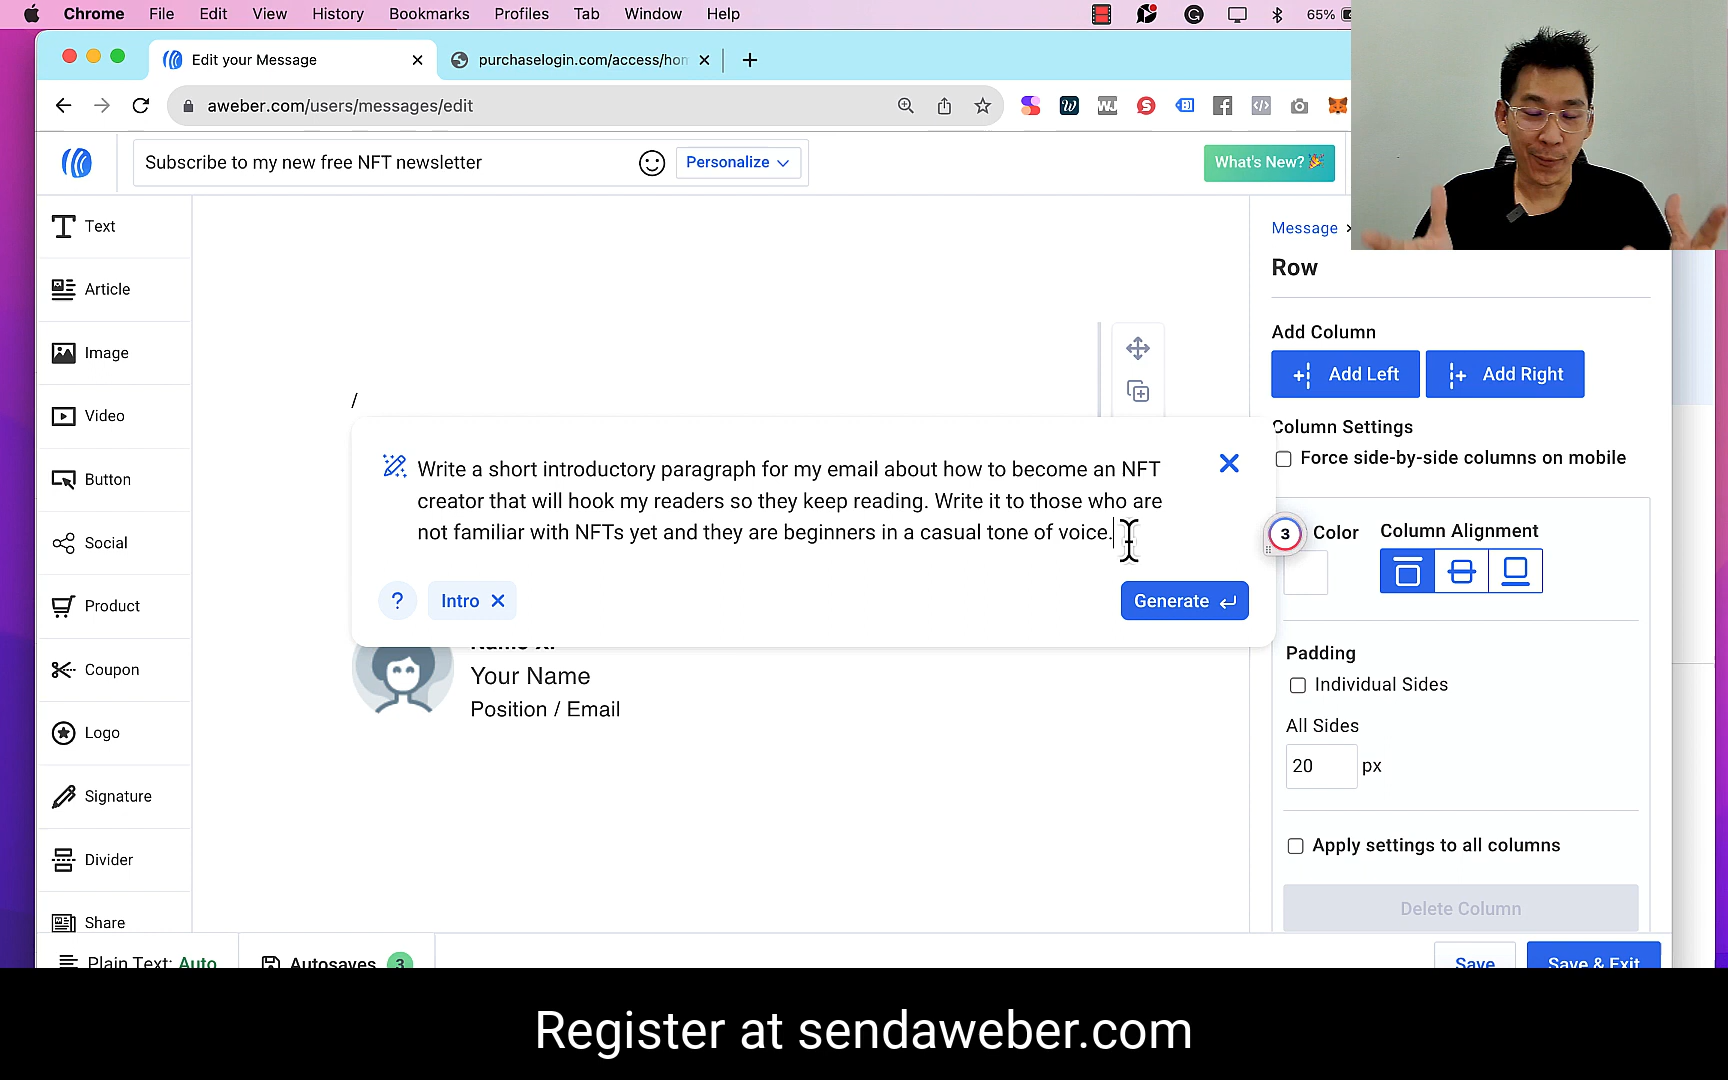 Chrome File Edit View History Bookmarks Profiles Tab Window Help 65%
Edit your Message purchaselogin.com/access/hom
aweber.com/users/messages/edit
Subscribe to my new free NFT newsletter Personalize What's New?
Text
Article
Image
Video
Button
Social
Product
Coupon
Logo
Signature
Divider
Share
/
Write a short introductory paragraph for my email about how to become an NFT
creator that will hook my readers so they keep reading. Write it to those who are
not familiar with NFTs yet and they are beginners in a casual tone of voice.
? Intro Generate
Your Name
Position / Email
Message
Row
Add Column
Add Left Add Right
Column Settings
Force side-by-side columns on mobile
3 Color Column Alignment
Padding
Individual Sides
All Sides
20 px
Apply settings to all columns
Delete Column
Plain Text: Auto Autosaves 3 Save Save & Exit
Register at sendaweber.com